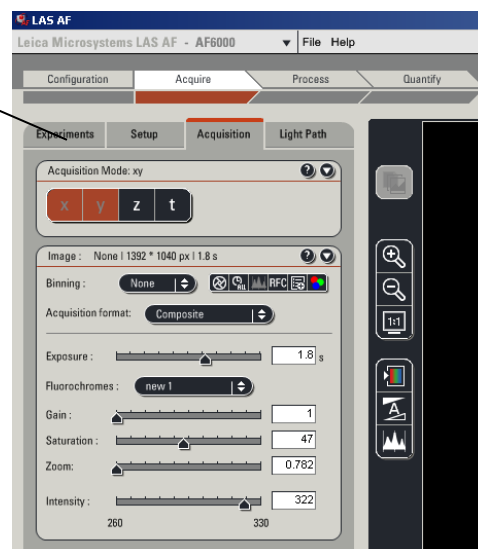 LAS AF
Leica Microsystems LAS AF - AF6000 File Help
Configuration Acquire Process Quantify
Experiments Setup Acquisition Light Path
Acquisition Mode: xy ?
x y z t
Image : None | 1392 * 1040 px | 1.8 s ?
Binning : None RFC
Acquisition format: Composite
Exposure : 1.8 s
Fluorochromes : new 1
Gain : 1
Saturation : 47
Zoom: 0.782
Intensity : 322
260 330
1:1
A